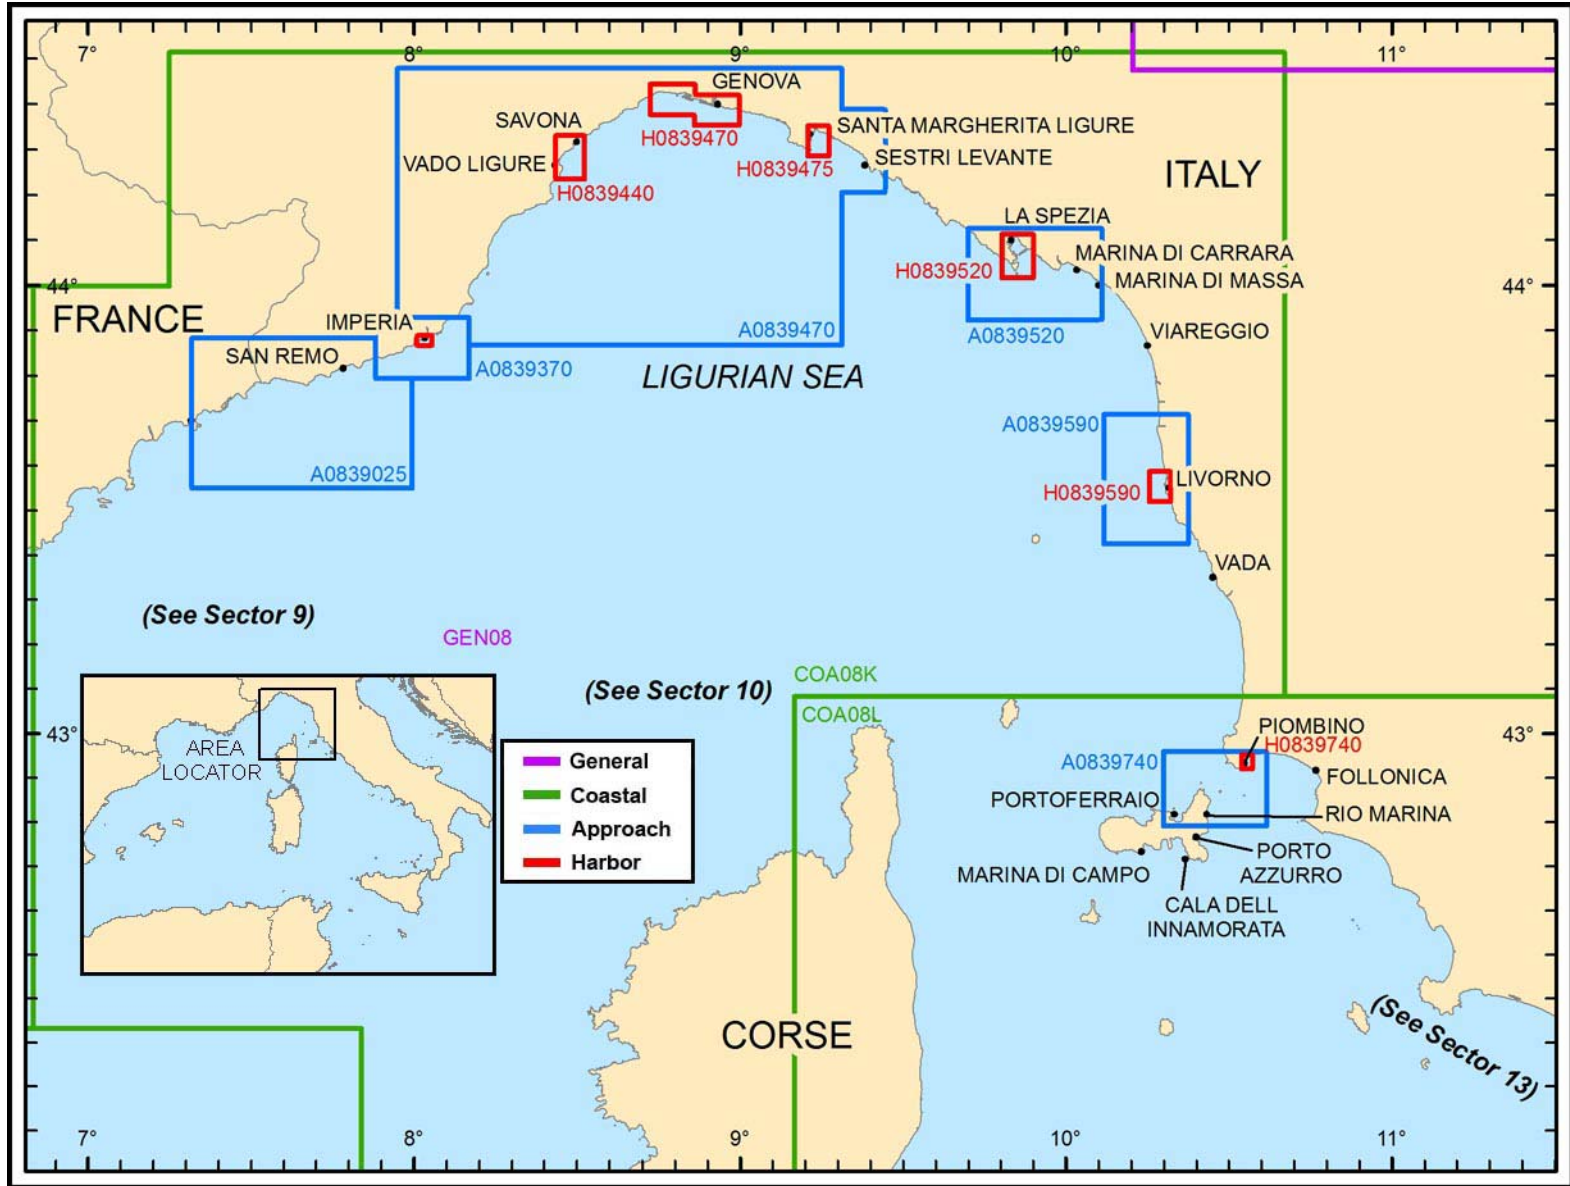 7°
8°
9°
10°
11°
GENOVA
SAVONA
SANTA MARGHERITA LIGURE
H0839470
VADO LIGURE
SESTRI LEVANTE
H0839475
ITALY
H0839440
LA SPEZIA
MARINA DI CARRARA
H0839520
44°
MARINA DI MASSA
44°
FRANCE
IMPERIA
A0839470
A0839520
VIAREGGIO
SAN REMO
A0839370
LIGURIAN SEA
A0839590
A0839025
LIVORNO
H0839590
VADA
(See Sector 9)
GEN08
COA08K
(See Sector 10)
COA08L
43°
PIOMBINO
43°
H0839740
AREA
LOCATOR
A0839740
General
Coastal
Approach
Harbor
FOLLONICA
PORTOFERRAIO
RIO MARINA
PORTO
AZZURRO
MARINA DI CAMPO
CALA DELL
INNAMORATA
CORSE
(See Sector 13)
7°
8°
9°
10°
11°